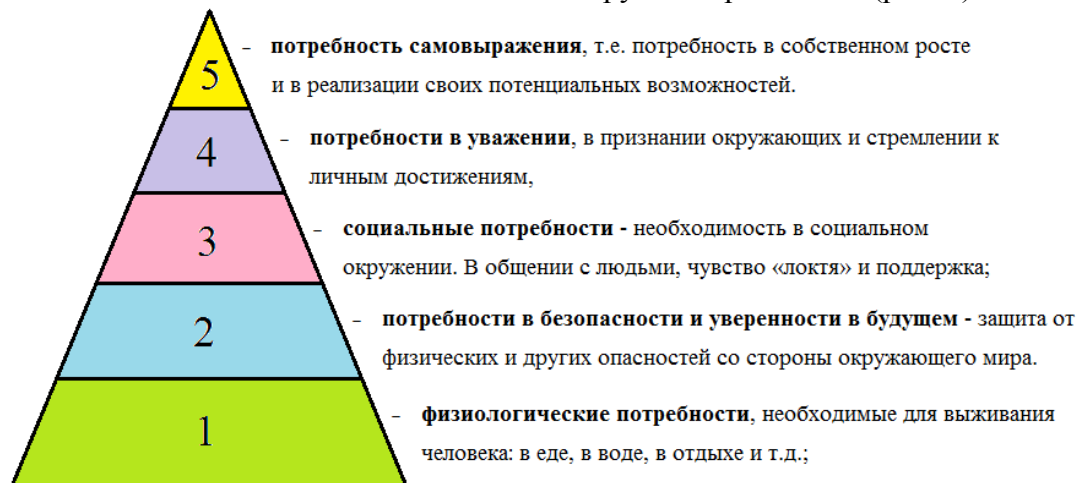 5
- потребность самовыражения, т.е. потребность в собственном росте
и в реализации своих потенциальных возможностей.
4
- потребности в уважении, в признании окружающих и стремлении к
личным достижениям,
3
- социальные потребности - необходимость в социальном
окружении. В общении с людьми, чувство «локтя» и поддержка;
2
- потребности в безопасности и уверенности в будущем - защита от
физических и других опасностей со стороны окружающего мира.
1
- физиологические потребности, необходимые для выживания
человека: в еде, в воде, в отдыхе и т.д.;